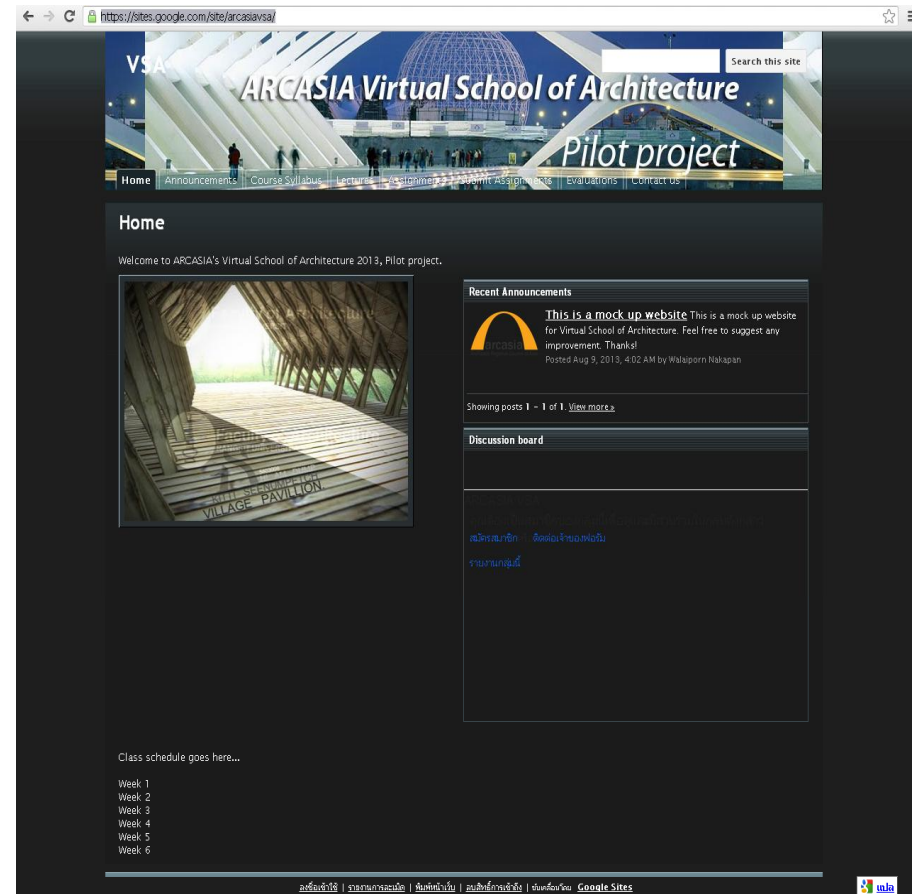 https://sites.google.com/site/arcasiavsa/
VSA
Search this site
ARCASIA Virtual School of Architecture
Pilot project
Home Announcements Course Syllabus Lectures Assignments Submit Assignments Evaluations Contact us
Home
Welcome to ARCASIA's Virtual School of Architecture 2013, Pilot project.
VILLAGE PAVILLION
Recent Announcements
This is a mock up website This is a mock up website
for Virtual School of Architecture. Feel free to suggest any
improvement. Thanks!
Posted Aug 9, 2013, 4:02 AM by Walaiporn Nakapan
arcasia
Showing posts 1 - 1 of 1. View more »
Discussion board
สมัครสมาชิก ติดต่อเจ้าของฟอรัม
รายงานกลุ่มนี้
Class schedule goes here...
Week 1
Week 2
Week 3
Week 4
Week 5
Week 6
ลงชื่อเข้าใช้ | รายงานการละเมิด | พิมพ์หน้าเว็บ | ลบสิทธิ์การเข้าถึง | ขับเคลื่อนโดย Google Sites
แปล